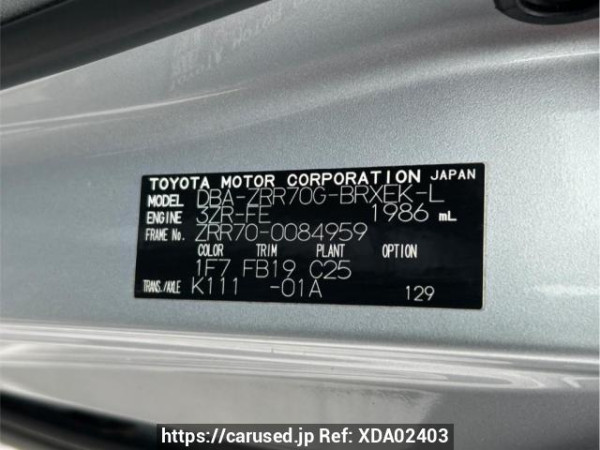 TOYOTA MOTOR CORPORATION JAPAN
MODEL DBA-ZRR70G-BRXEK-L
ENGINE 3ZR-FE 1986 mL
FRAME No. ZRR70-0084959
COLOR TRIM PLANT OPTION
1F7 FB19 C25
TRANS./AXLE K111 -01A 129
https://carused.jp Ref: XDA02403